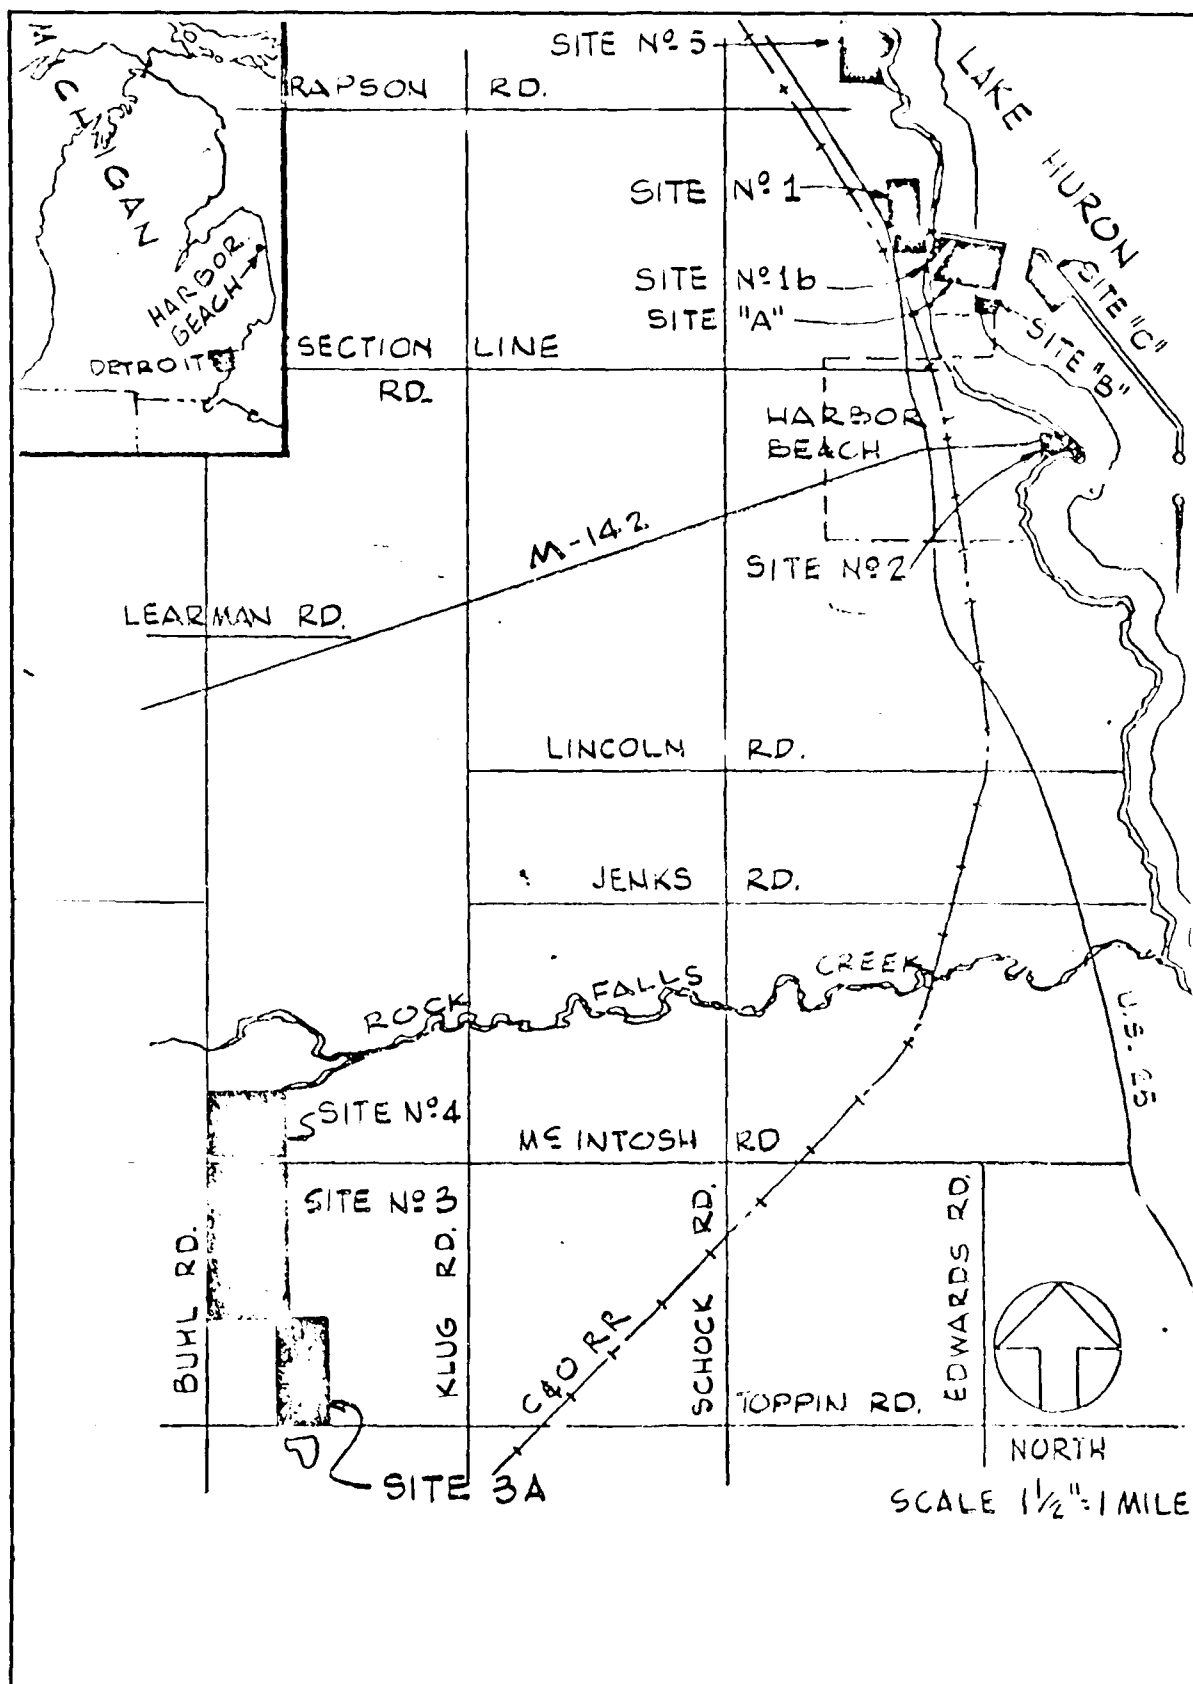 SITE Nº 5
LAKE HURON
RAPSON RD.
MICHIGAN
SITE Nº 1
HARBOR
BEACH
SITE Nº 1b
SITE "A"
SITE "C"
SITE "B"
DETROIT
SECTION LINE
RD.
HARBOR
BEACH
M-142
SITE Nº 2
LEARMAN RD.
LINCOLN RD.
JENKS RD.
ROCK FALLS CREEK
U.S. 25
SITE Nº 4
Mc INTOSH RD
SITE Nº 3
BUHL RD.
KLUG RD.
SCHOCK RD.
EDWARDS RD.
C&O RR
TOPPIN RD.
NORTH
SITE 3A
SCALE 1½"=1 MILE